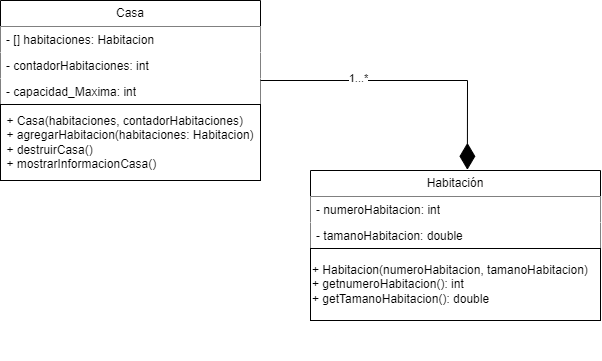 Casa
- [] habitaciones: Habitacion
- contadorHabitaciones: int
- capacidad_Maxima: int
+ Casa(habitaciones, contadorHabitaciones)
+ agregarHabitacion(habitaciones: Habitacion)
+ destruirCasa()
+ mostrarInformacionCasa()
1...*
Habitación
- numeroHabitacion: int
- tamanoHabitacion: double
+ Habitacion(numeroHabitacion, tamanoHabitacion)
+ getnumeroHabitacion(): int
+ getTamanoHabitacion(): double